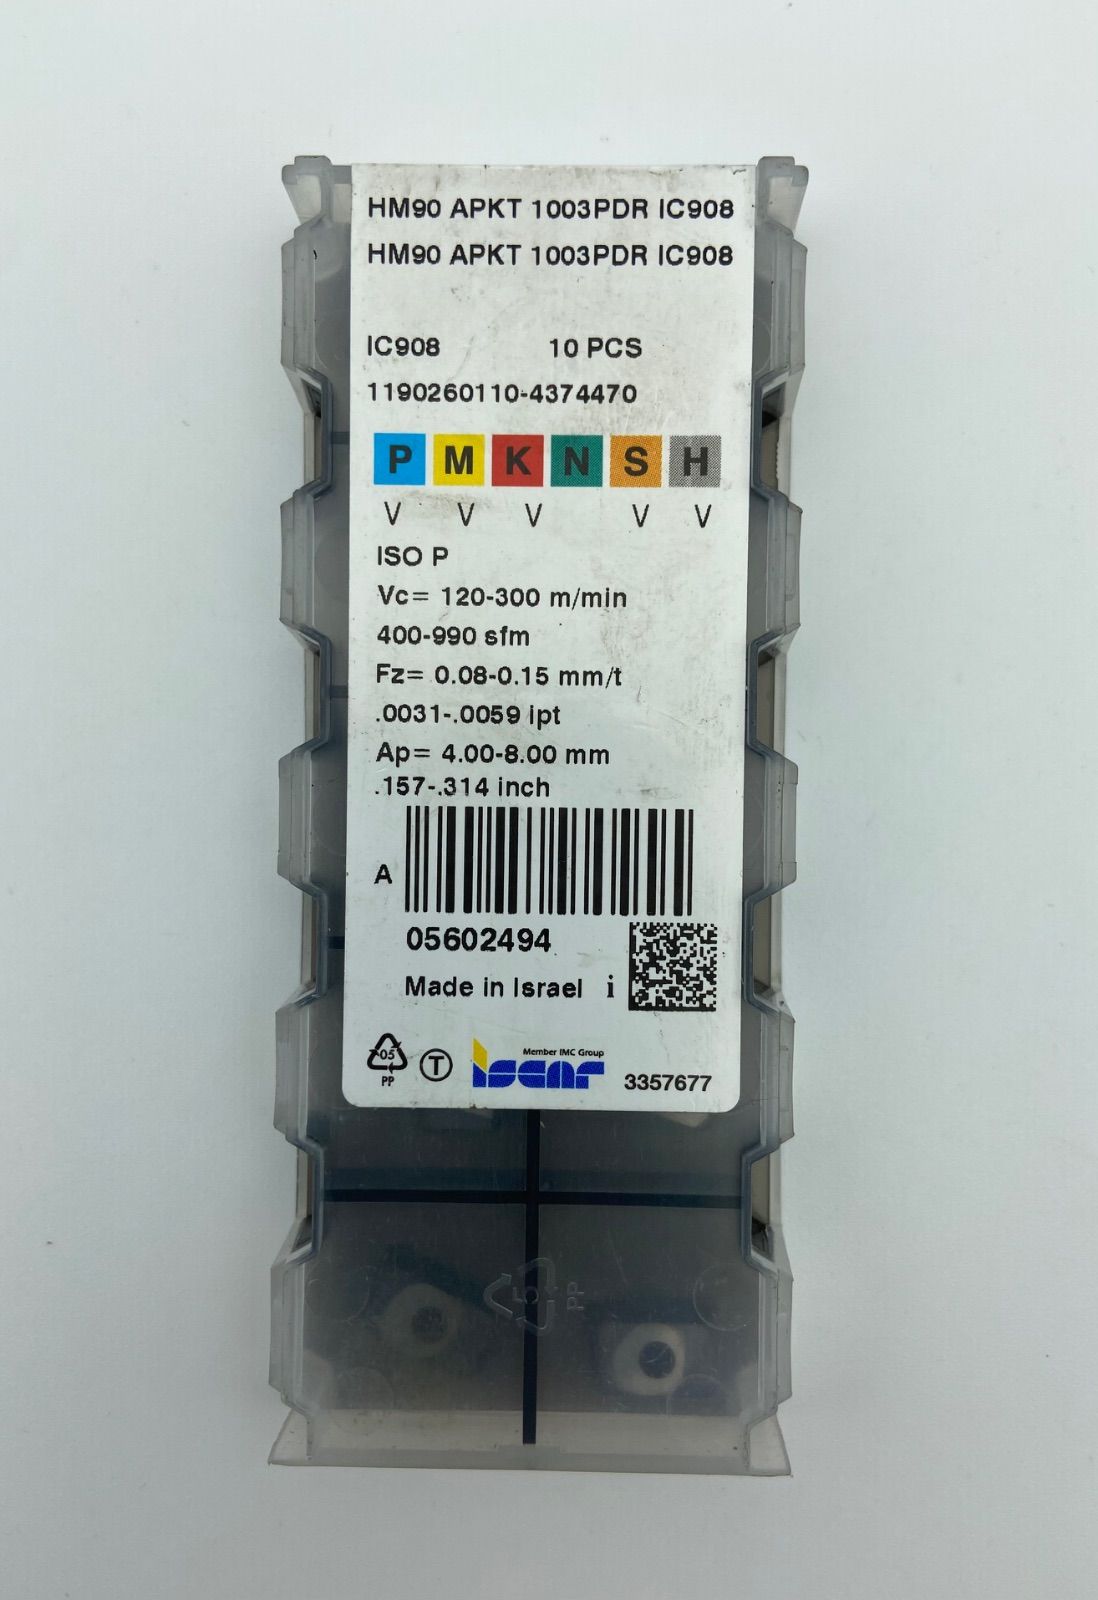 HM90 APKT 1003PDR IC908
HM90 APKT 1003PDR IC908
IC908 10 PCS
1190260110-4374470
P M K N S H
V V V V V
ISO P
Vc= 120-300 m/min
400-990 sfm
Fz= 0.08-0.15 mm/t
.0031-.0059 ipt
Ap= 4.00-8.00 mm
.157-.314 inch
A
05602494
Made in Israel i
05
PP
T
Member IMC Group
iscar
3357677
5
PP